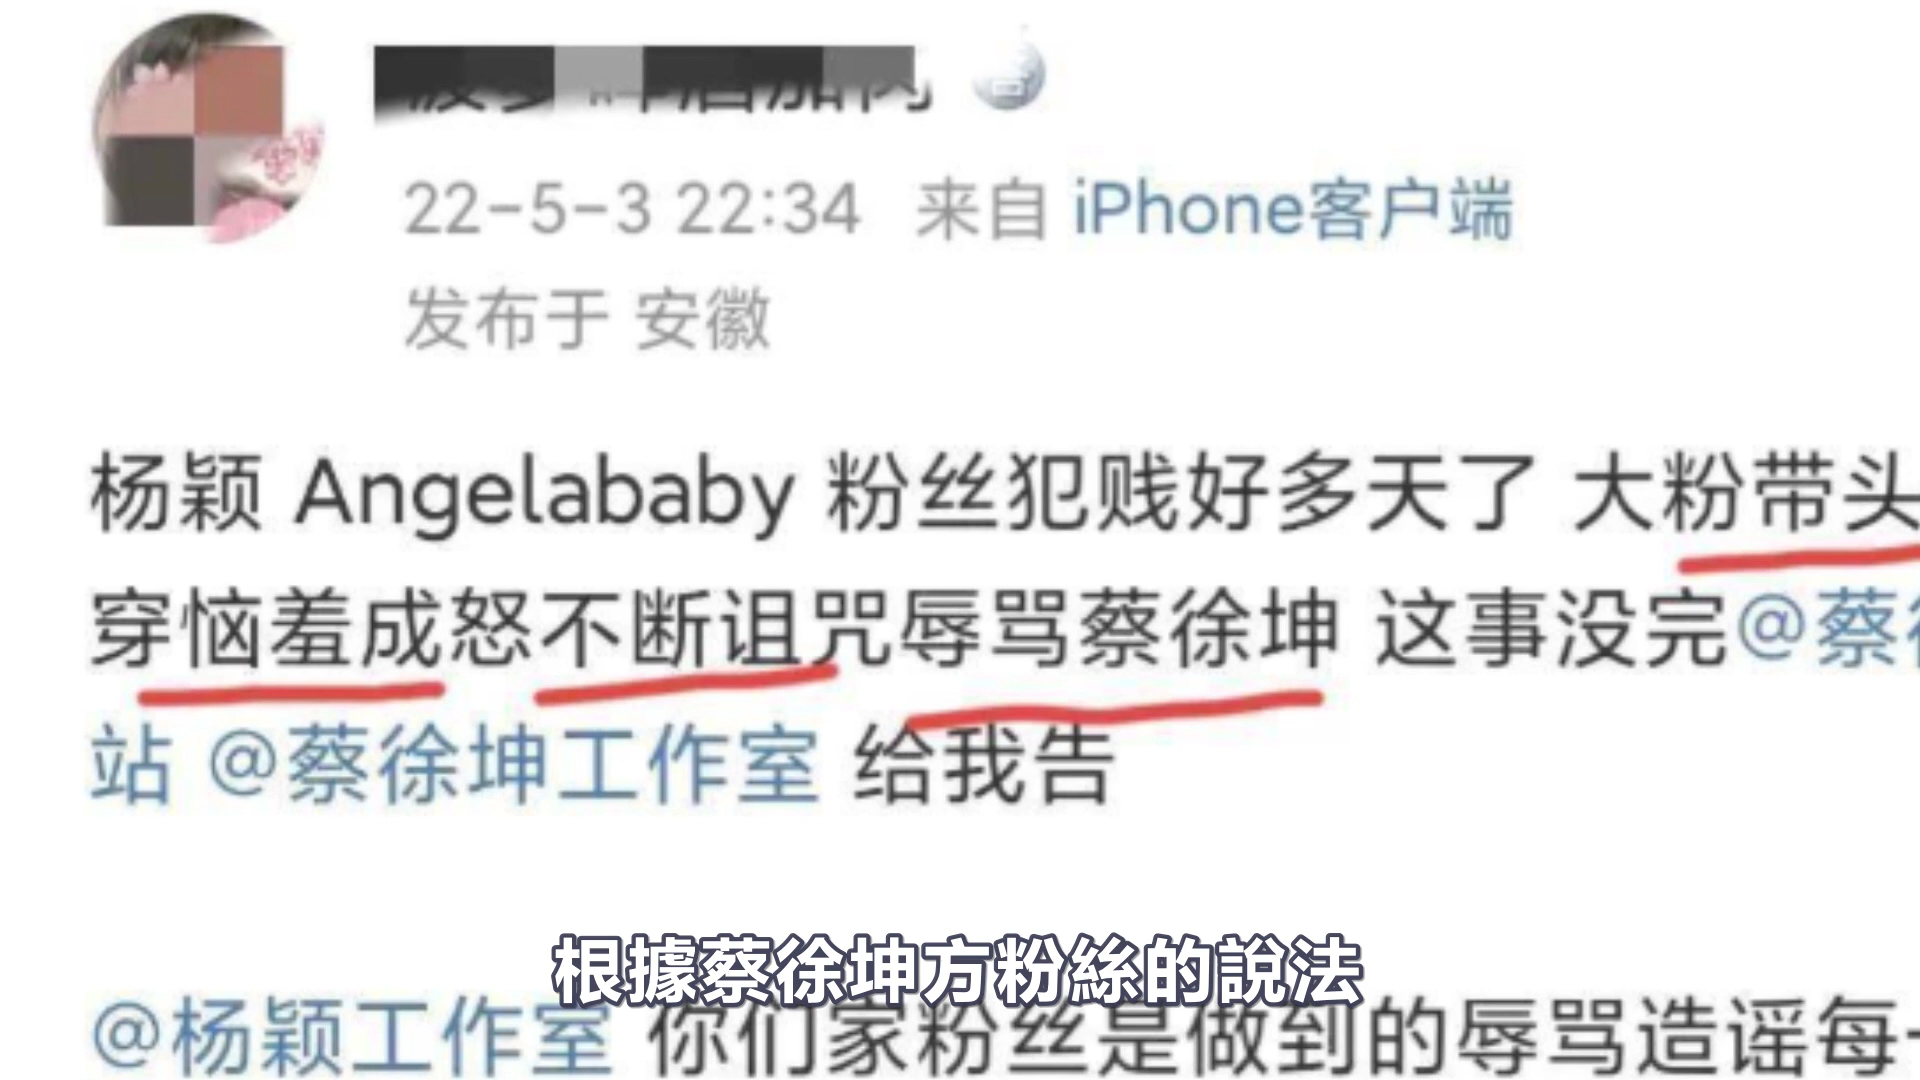 22-5-3 22:34 来自 iPhone客户端
发布于 安徽
杨颖 Angelababy 粉丝犯贱好多天了 大粉带头
穿恼羞成怒不断诅咒辱骂蔡徐坤 这事没完@蔡
站 @蔡徐坤工作室 给我告
根據蔡徐坤方粉絲的說法
@杨颖工作室 你们家粉丝是做到的辱骂造谣每